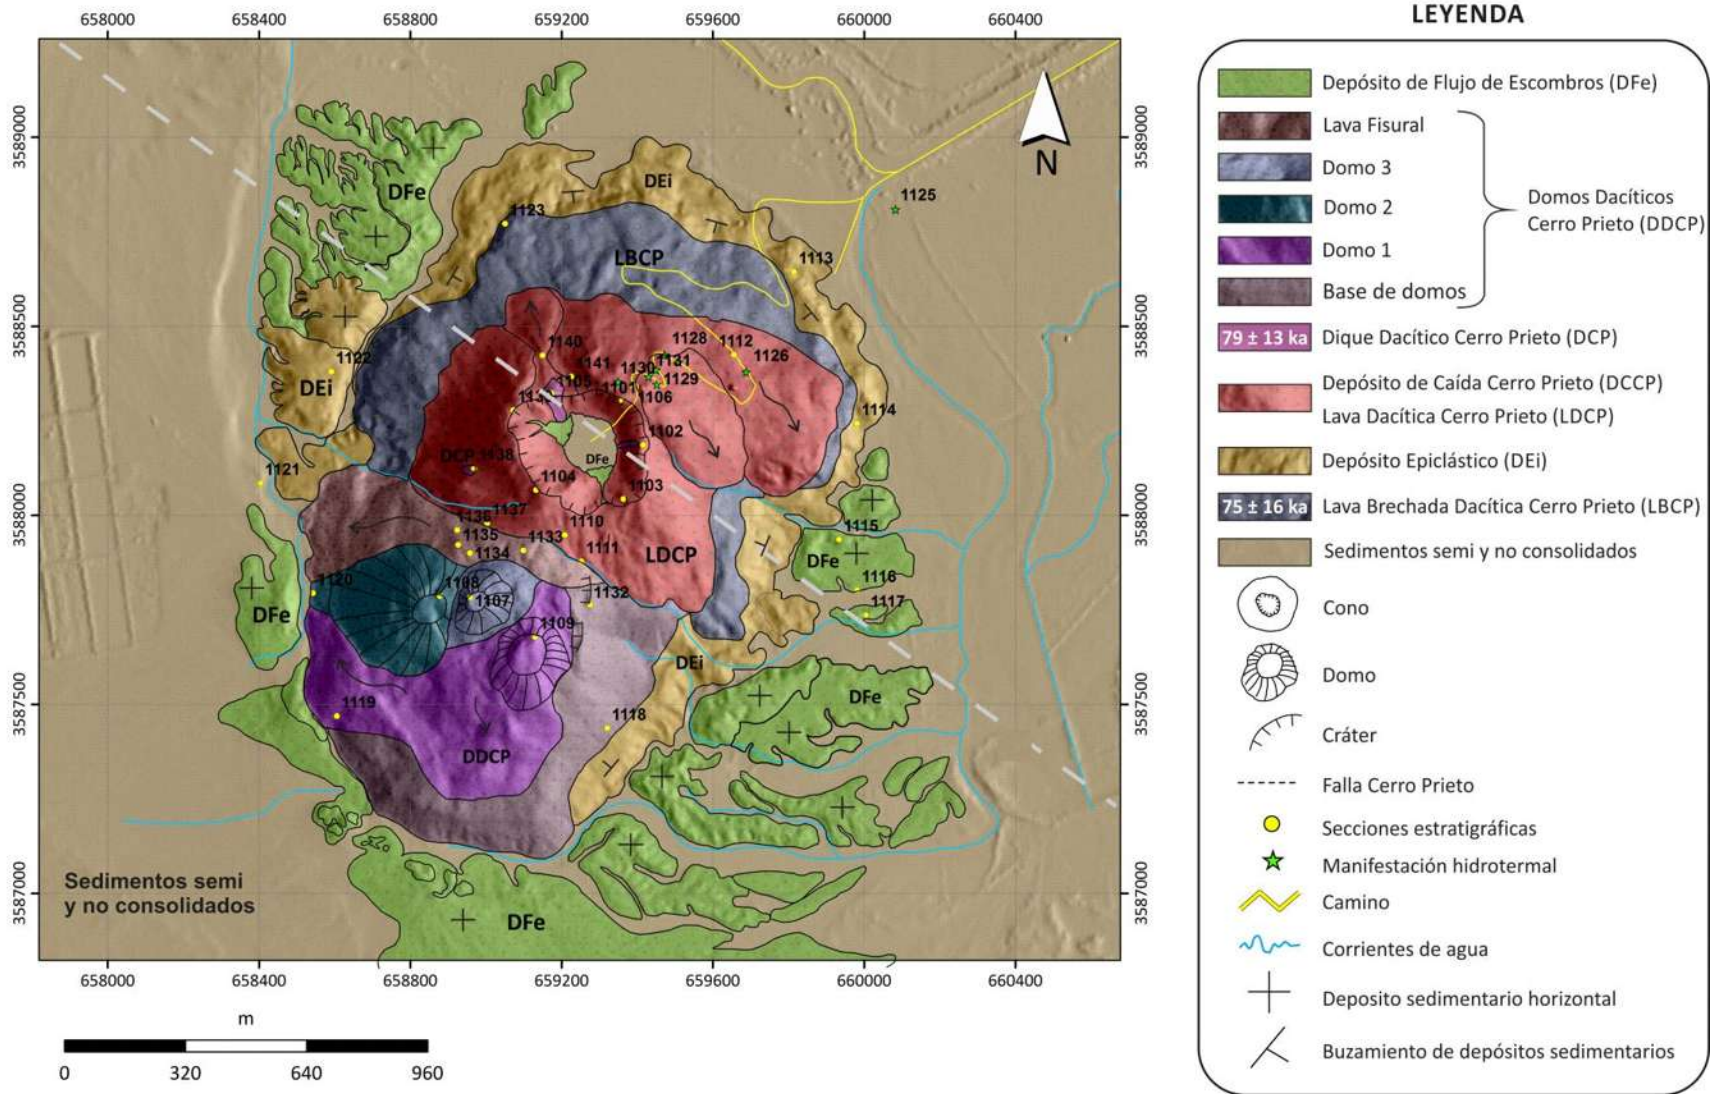 658000 658400 658800 659200 659600 660000 660400
3589000
3588500
3588000
3587500
3587000
3589000
3588500
3588000
3587500
3587000
N
1125
DFe
DEi
1123
LBCP
1113
1140
1128
1112
1126
1141
1131
1130
1129
1105
1101
1106
1122
DEi
1114
1102
DCP
1138
DFe
1121
1104
1103
1137
1110
1136
1135
1133
1115
1134
1111
LDCP
DFe
1120
1108
1107
1132
1116
1117
DFe
1109
DEi
DFe
1119
1118
DDCP
Sedimentos semi
y no consolidados
DFe
658000 658400 658800 659200 659600 660000 660400
m
0 320 640 960
LEYENDA
Depósito de Flujo de Escombros (DFe)
Lava Fisural
Domo 3
Domo 2
Domo 1
Base de domos
Domos Dacíticos
Cerro Prieto (DDCP)
79 ± 13 ka Dique Dacítico Cerro Prieto (DCP)
Depósito de Caída Cerro Prieto (DCCP)
Lava Dacítica Cerro Prieto (LDCP)
Depósito Epiclástico (DEi)
75 ± 16 ka Lava Brechada Dacítica Cerro Prieto (LBCP)
Sedimentos semi y no consolidados
Cono
Domo
Cráter
Falla Cerro Prieto
Secciones estratigráficas
Manifestación hidrotermal
Camino
Corrientes de agua
Deposito sedimentario horizontal
Buzamiento de depósitos sedimentarios